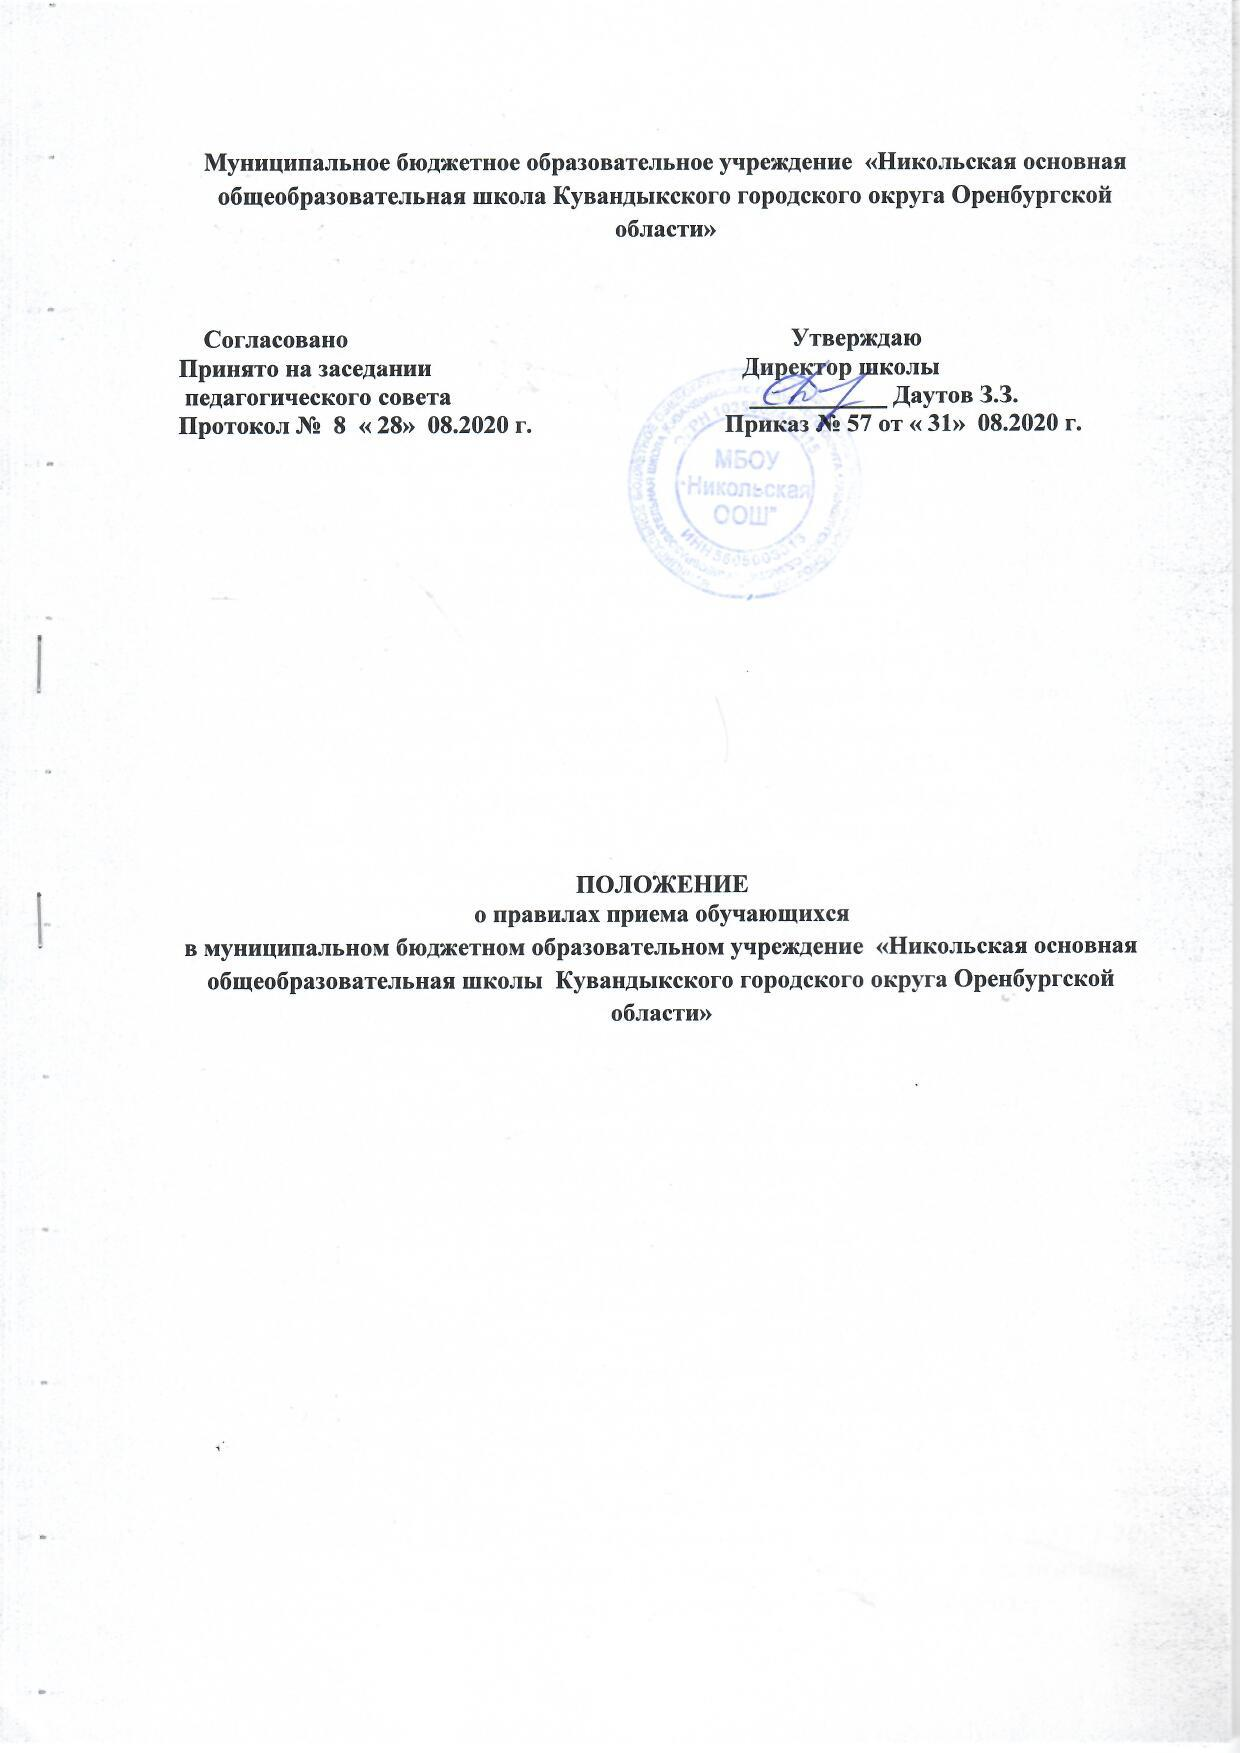 Муниципальное бюджетное образовательное учреждение «Никольская основная
общеобразовательная школа Кувандыкского городского округа Оренбургской
области»
Согласовано
Принято на заседании
педагогического совета
Протокол № 8 « 28» 08.2020 г.
Утверждаю
Директор школы
___________ Даутов З.З.
Приказ № 57 от « 31» 08.2020 г.
МБОУ
"Никольская
ООШ"
ПОЛОЖЕНИЕ
о правилах приема обучающихся
в муниципальном бюджетном образовательном учреждение «Никольская основная
общеобразовательная школы Кувандыкского городского округа Оренбургской
области»